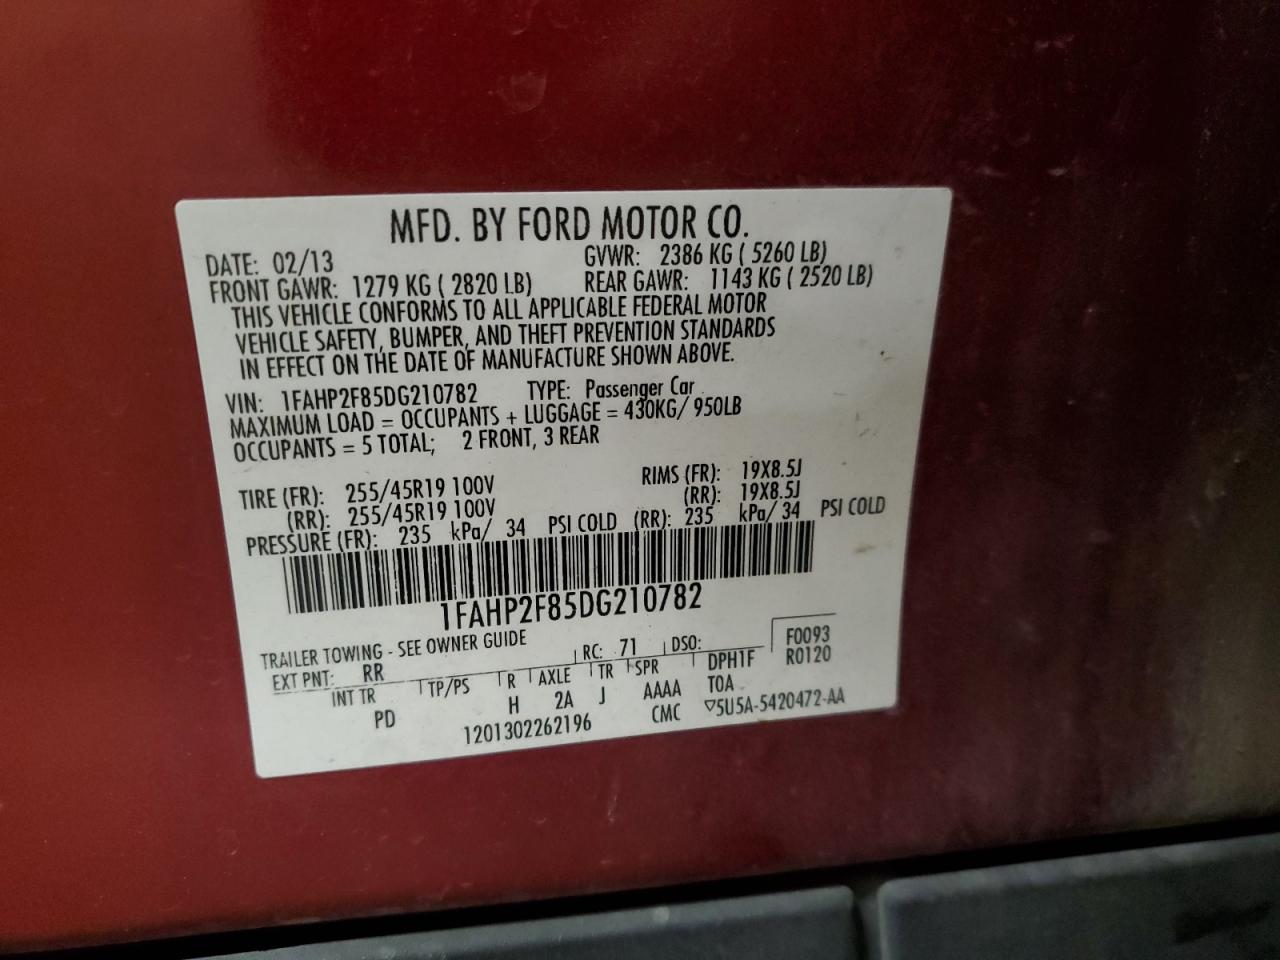 MFD. BY FORD MOTOR CO.
DATE: 02/13 GVWR: 2386 KG ( 5260 LB)
FRONT GAWR: 1279 KG ( 2820 LB) REAR GAWR: 1143 KG ( 2520 LB)
THIS VEHICLE CONFORMS TO ALL APPLICABLE FEDERAL MOTOR
VEHICLE SAFETY, BUMPER, AND THEFT PREVENTION STANDARDS
IN EFFECT ON THE DATE OF MANUFACTURE SHOWN ABOVE.
VIN: 1FAHP2F85DG210782 TYPE: Passenger Car
MAXIMUM LOAD = OCCUPANTS + LUGGAGE = 430KG/ 950LB
OCCUPANTS = 5 TOTAL; 2 FRONT, 3 REAR
TIRE (FR): 255/45R19 100V RIMS (FR): 19X8.5J
(RR): 255/45R19 100V (RR): 19X8.5J
PRESSURE (FR): 235 kPa/ 34 PSI COLD (RR): 235 kPa/ 34 PSI COLD
1FAHP2F85DG210782
TRAILER TOWING - SEE OWNER GUIDE
EXT PNT: RR RC: 71 DSO: F0093
INT TR TP/PS R AXLE TR SPR DPH1F R0120
PD H 2A J AAAA TOA
1201302262196 CMC ▽5U5A-5420472-AA